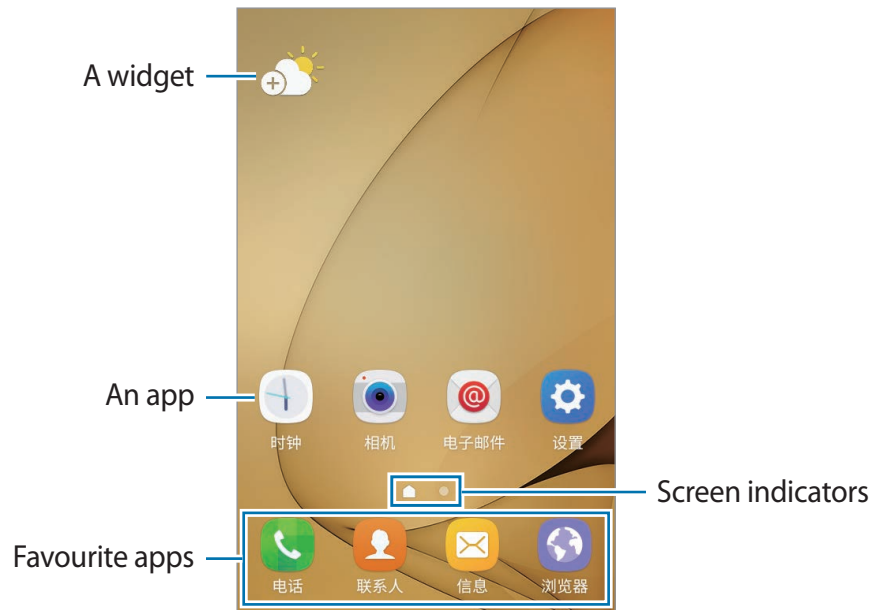 A widget
An app
时钟 相机 电子邮件 设置
Screen indicators
Favourite apps
电话 联系人 信息 浏览器